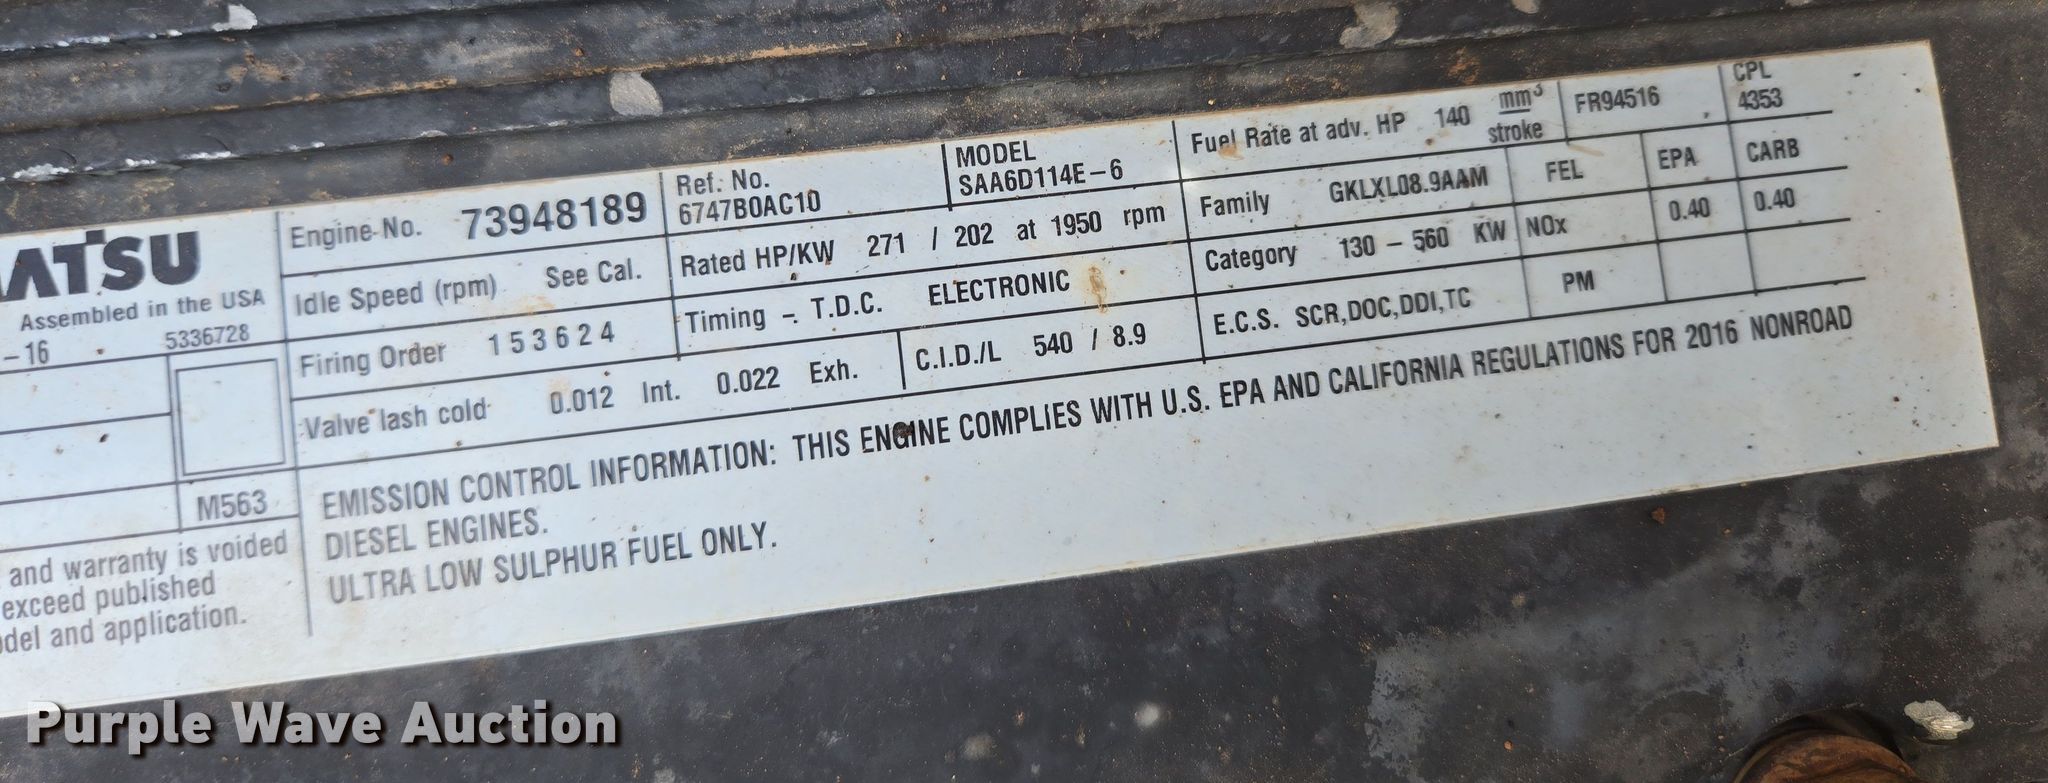 ATSU
Assembled in the USA
-16 5336728
M563
and warranty is voided
exceed published
odel and application.
Engine No. 73948189
Ref. No.
6747B0AC10
MODEL
SAA6D114E-6
Fuel Rate at adv. HP 140 mm³
stroke
FR94516
CPL
4353
Idle Speed (rpm) See Cal.
Rated HP/KW 271 / 202 at 1950 rpm
Family GKLXL08.9AAM
FEL EPA CARB
Firing Order 1 5 3 6 2 4
Timing - T.D.C. ELECTRONIC
Category 130 - 560 KW
NOx 0.40 0.40
Valve lash cold 0.012 Int. 0.022 Exh.
C.I.D./L 540 / 8.9
E.C.S. SCR,DOC,DDI,TC
PM
EMISSION CONTROL INFORMATION: THIS ENGINE COMPLIES WITH U.S. EPA AND CALIFORNIA REGULATIONS FOR 2016 NONROAD
DIESEL ENGINES.
ULTRA LOW SULPHUR FUEL ONLY.
Purple Wave Auction